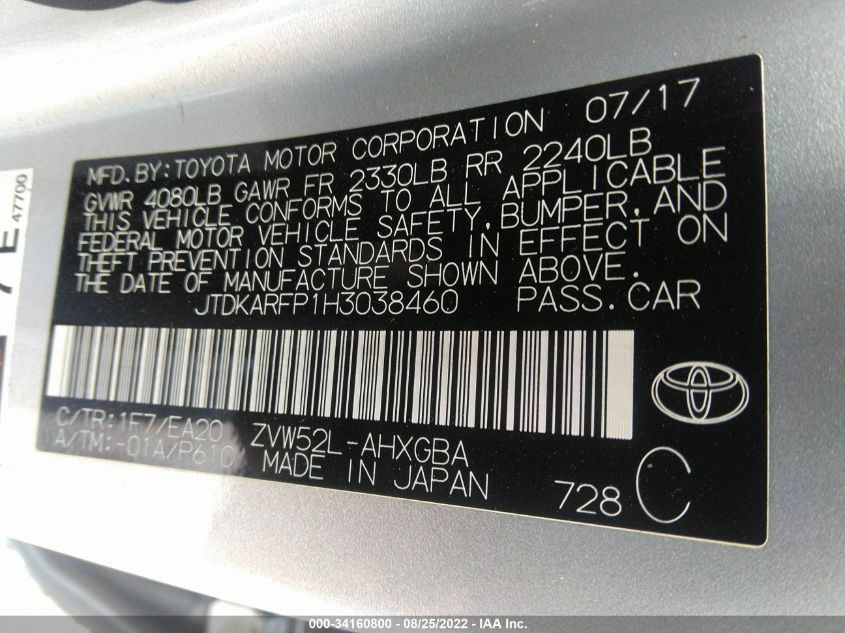 MFD. BY: TOYOTA MOTOR CORPORATION 07/17
GVWR 4080LB GAWR FR 2330LB RR 2240LB
THIS VEHICLE CONFORMS TO ALL APPLICABLE
FEDERAL MOTOR VEHICLE SAFETY, BUMPER, AND
THEFT PREVENTION STANDARDS IN EFFECT ON
THE DATE OF MANUFACTURE SHOWN ABOVE.
JTDKARFP1H3038460 PASS. CAR
C/TR: 1F7/EA20 ZVW52L-AHXGBA
A/TM: -01A/P610 MADE IN JAPAN
728 C
47700
000-34160800 - 08/25/2022 - IAA Inc.